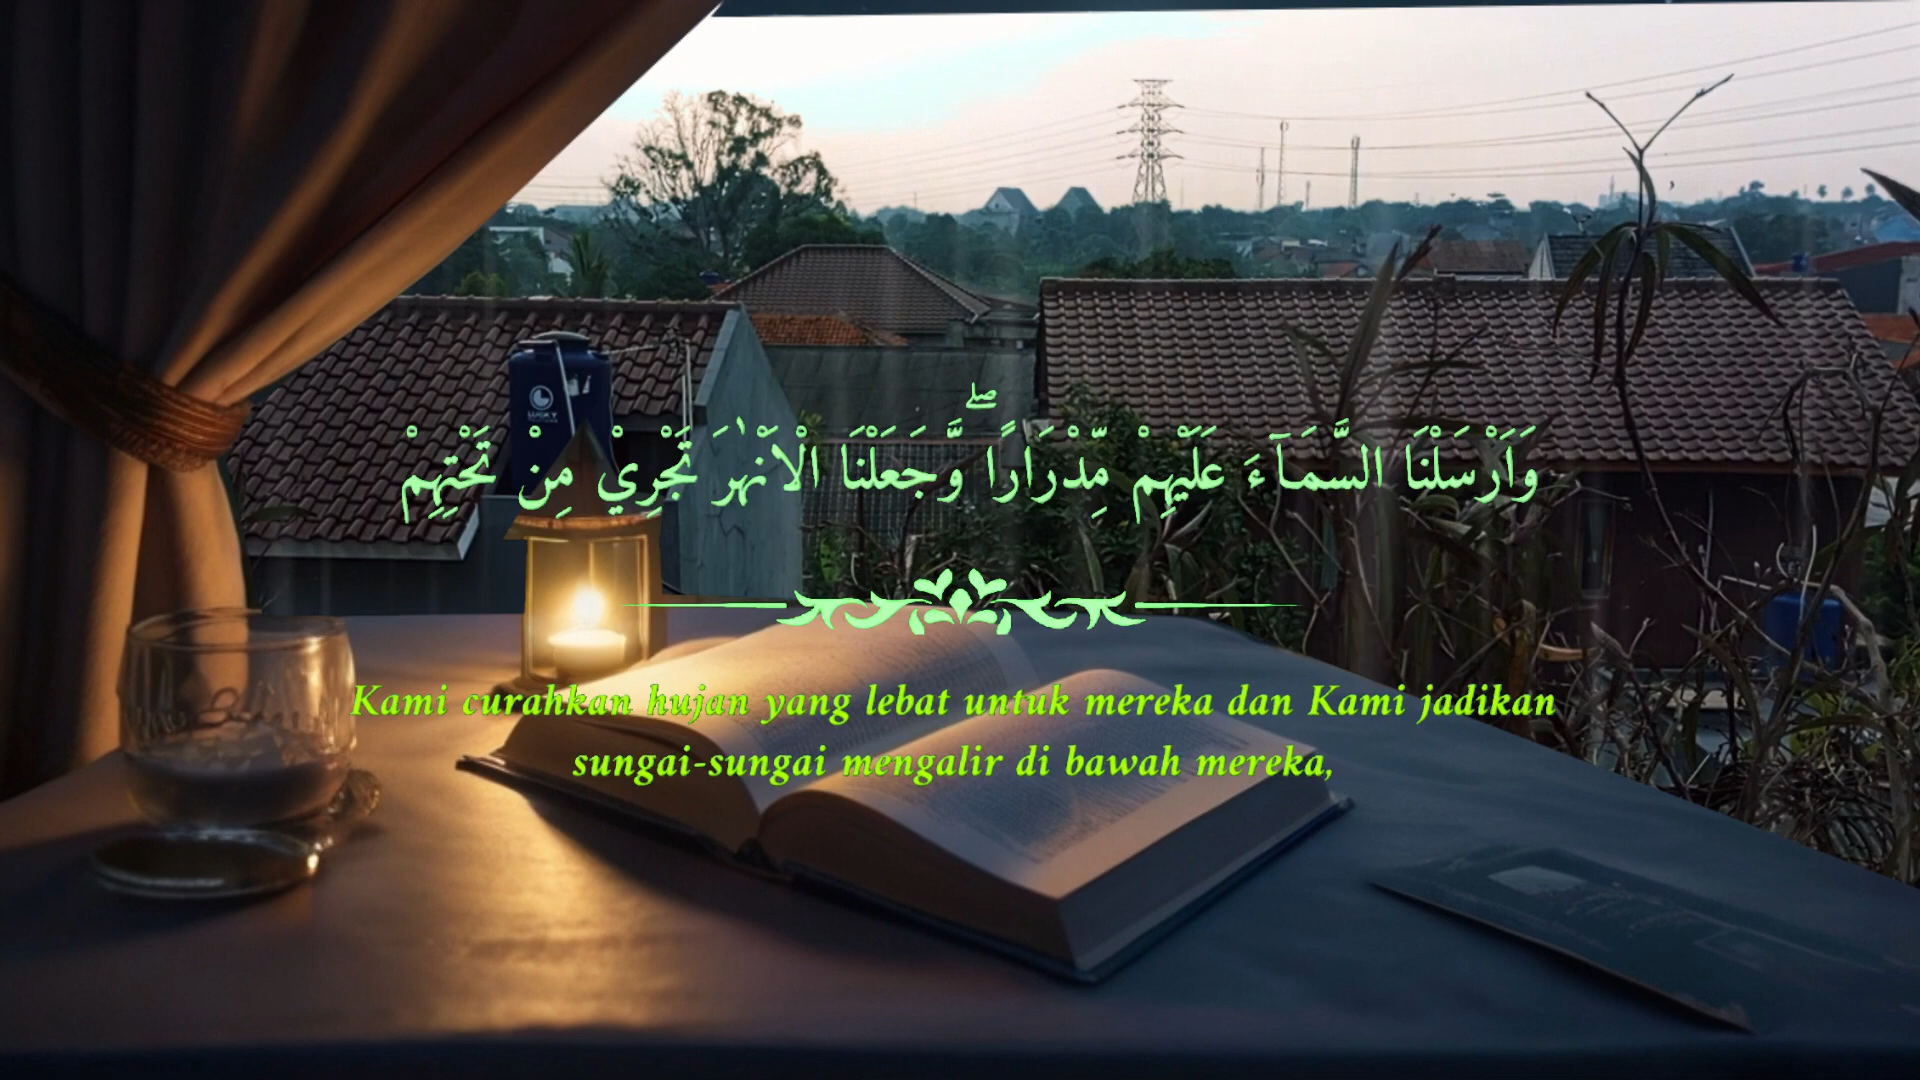 وَاَرْسَلْنَا السَّمَاۤءَ عَلَيْهِمْ مِّدْرَارًاۖ وَّجَعَلْنَا الْاَنْهٰرَ تَجْرِيْ مِنْ تَحْتِهِمْ
Kami curahkan hujan yang lebat untuk mereka dan Kami jadikan
sungai-sungai mengalir di bawah mereka,